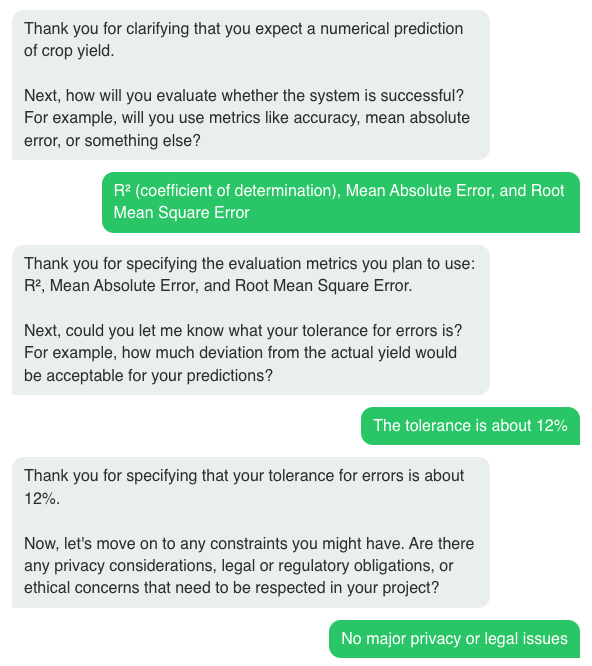 Thank you for clarifying that you expect a numerical prediction
of crop yield.
Next, how will you evaluate whether the system is successful?
For example, will you use metrics like accuracy, mean absolute
error, or something else?
R² (coefficient of determination), Mean Absolute Error, and Root
Mean Square Error
Thank you for specifying the evaluation metrics you plan to use:
R², Mean Absolute Error, and Root Mean Square Error.
Next, could you let me know what your tolerance for errors is?
For example, how much deviation from the actual yield would
be acceptable for your predictions?
The tolerance is about 12%
Thank you for specifying that your tolerance for errors is about
12%.
Now, let's move on to any constraints you might have. Are there
any privacy considerations, legal or regulatory obligations, or
ethical concerns that need to be respected in your project?
No major privacy or legal issues